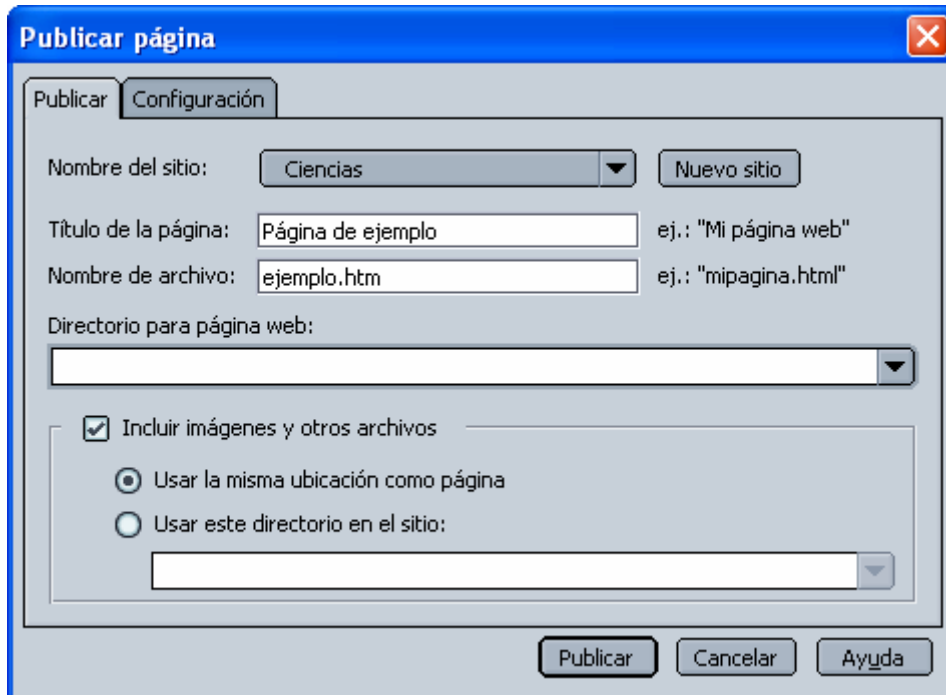 Publicar página
Publicar Configuración
Nombre del sitio: Ciencias Nuevo sitio
Título de la página: Página de ejemplo ej.: "Mi página web"
Nombre de archivo: ejemplo.htm ej.: "mipagina.html"
Directorio para página web:
Incluir imágenes y otros archivos
Usar la misma ubicación como página
Usar este directorio en el sitio:
Publicar Cancelar Ayuda